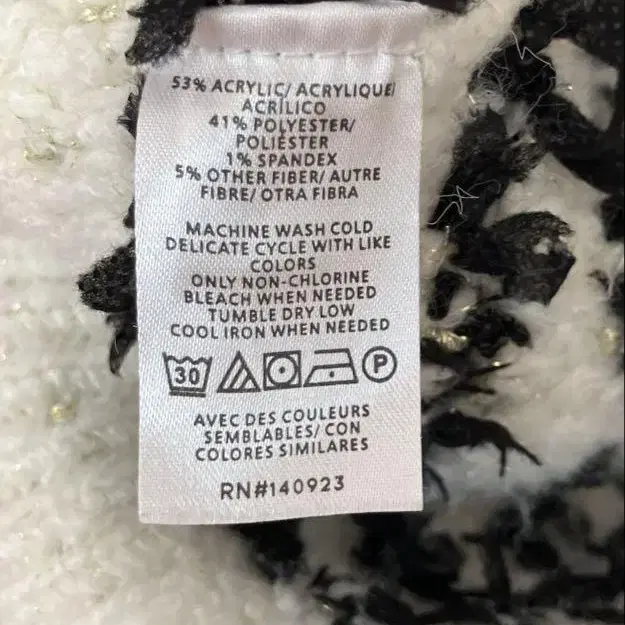 53% ACRYLIC/ ACRYLIQUE/
ACRÍLICO
41% POLYESTER/
POLIÉSTER
1% SPANDEX
5% OTHER FIBER/ AUTRE
FIBRE/ OTRA FIBRA
MACHINE WASH COLD
DELICATE CYCLE WITH LIKE
COLORS
ONLY NON-CHLORINE
BLEACH WHEN NEEDED
TUMBLE DRY LOW
COOL IRON WHEN NEEDED
30 P
AVEC DES COULEURS
SEMBLABLES/ CON
COLORES SIMILARES
RN#140923